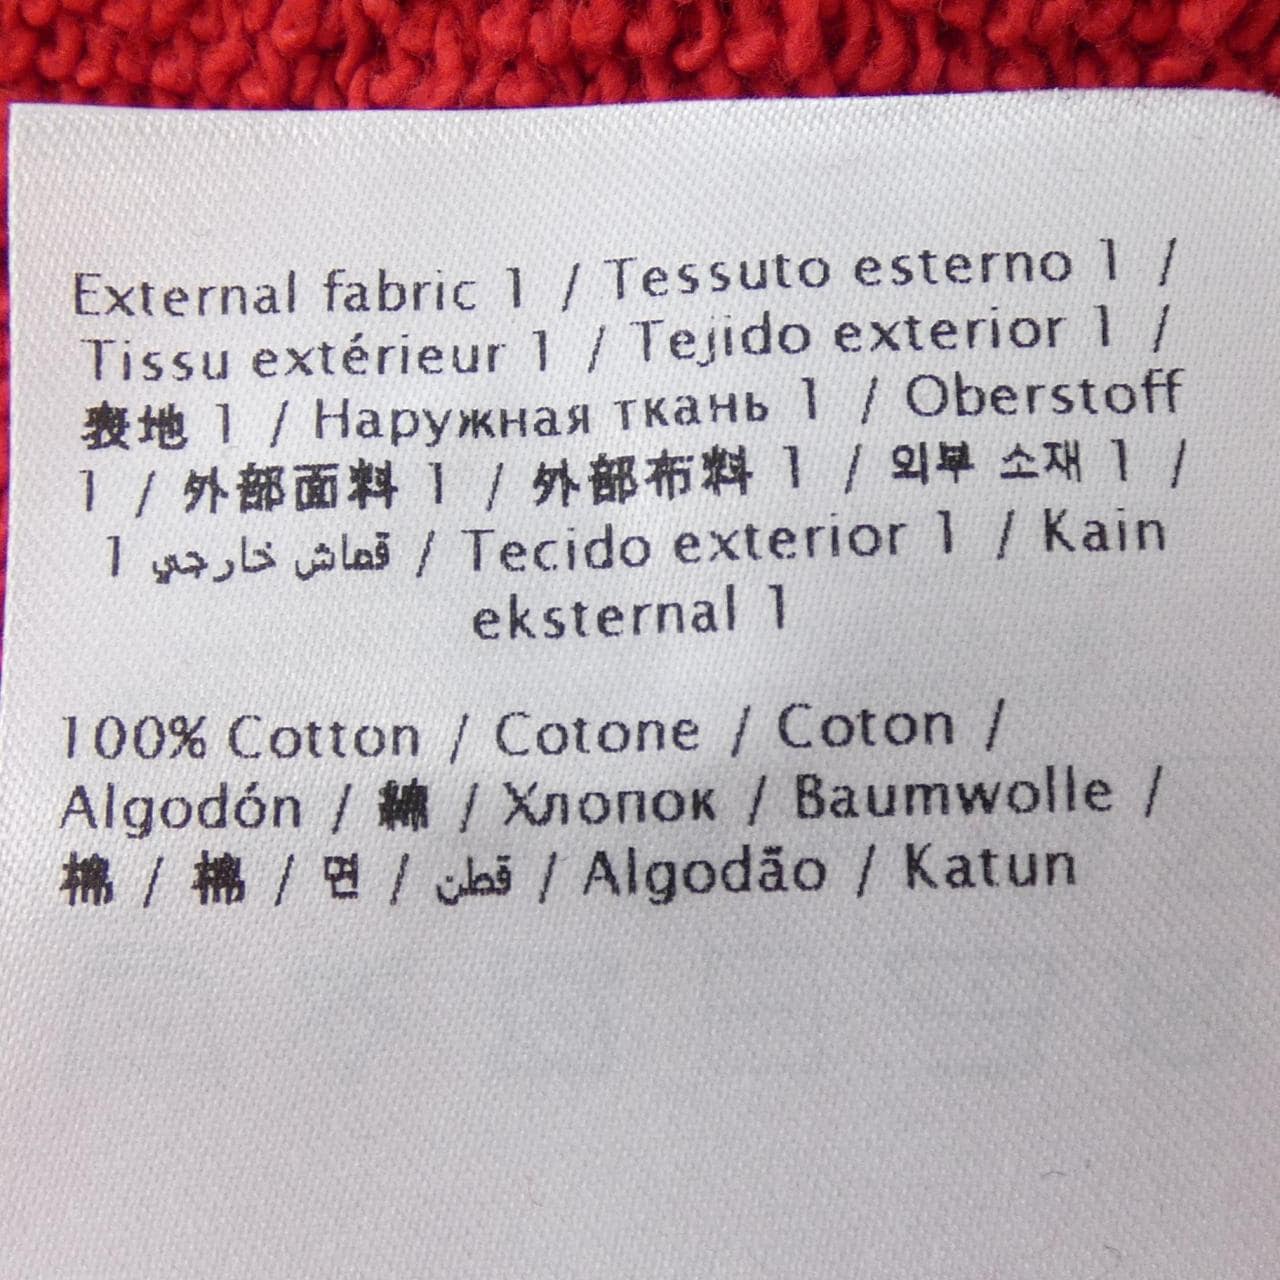 External fabric 1 / Tessuto esterno 1 /
Tissu extérieur 1 / Tejido exterior 1 /
表地 1 / Наружная ткань 1 / Oberstoff
1 / 外部面料 1 / 外部布料 1 / 외부 소재 1 /
قماش خارجي 1 / Tecido exterior 1 / Kain
eksternal 1
100% Cotton / Cotone / Coton /
Algodón / 綿 / Хлопок / Baumwolle /
棉 / 棉 / 면 / قطن / Algodão / Katun